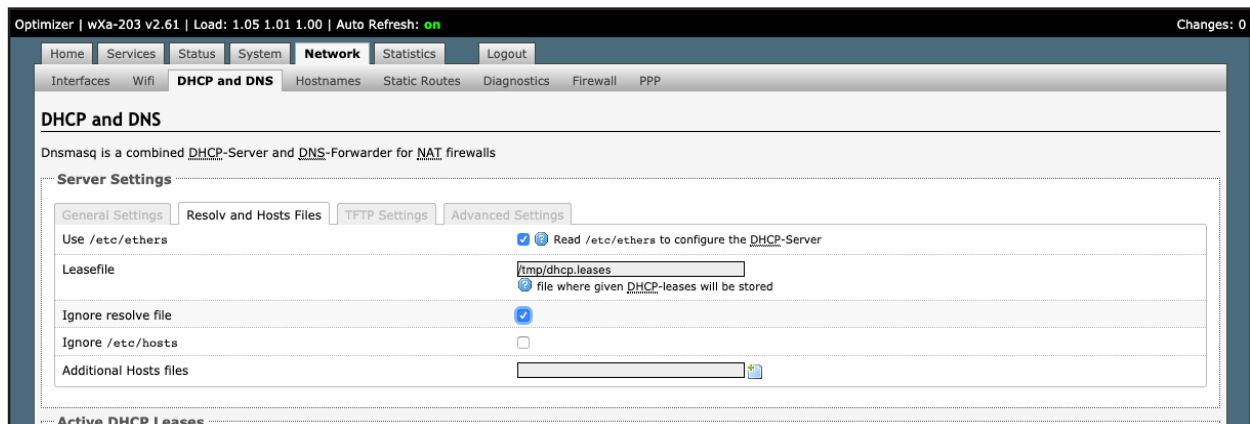 Optimizer | wXa-203 v2.61 | Load: 1.05 1.01 1.00 | Auto Refresh: on Changes: 0
Home Services Status System Network Statistics Logout
Interfaces Wifi DHCP and DNS Hostnames Static Routes Diagnostics Firewall PPP
DHCP and DNS
Dnsmasq is a combined DHCP-Server and DNS-Forwarder for NAT firewalls
Server Settings
General Settings Resolv and Hosts Files TFTP Settings Advanced Settings
Use /etc/ethers Read /etc/ethers to configure the DHCP-Server
Leasefile /tmp/dhcp.leases
file where given DHCP-leases will be stored
Ignore resolve file
Ignore /etc/hosts
Additional Hosts files
Active DHCP Leases